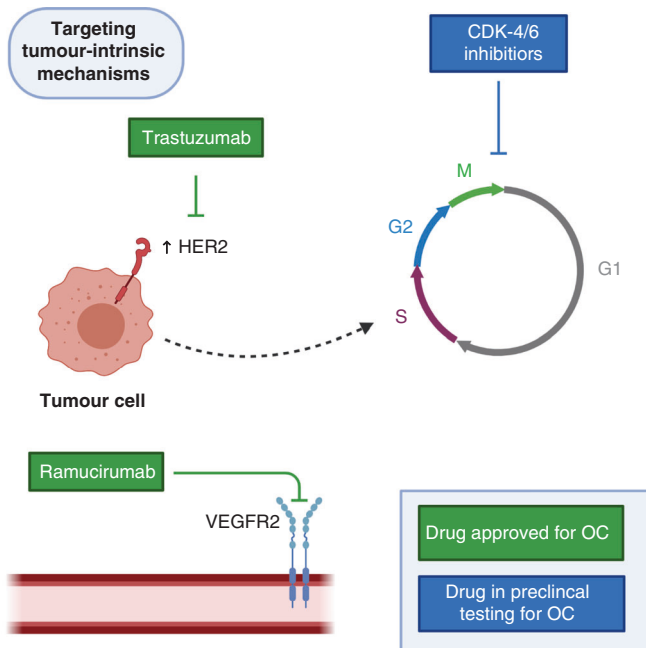 Targeting
tumour-intrinsic
mechanisms
CDK-4/6
inhibitiors
Trastuzumab
↑ HER2
M
G2
G1
S
Tumour cell
Ramucirumab
VEGFR2
Drug approved for OC
Drug in preclincal
testing for OC